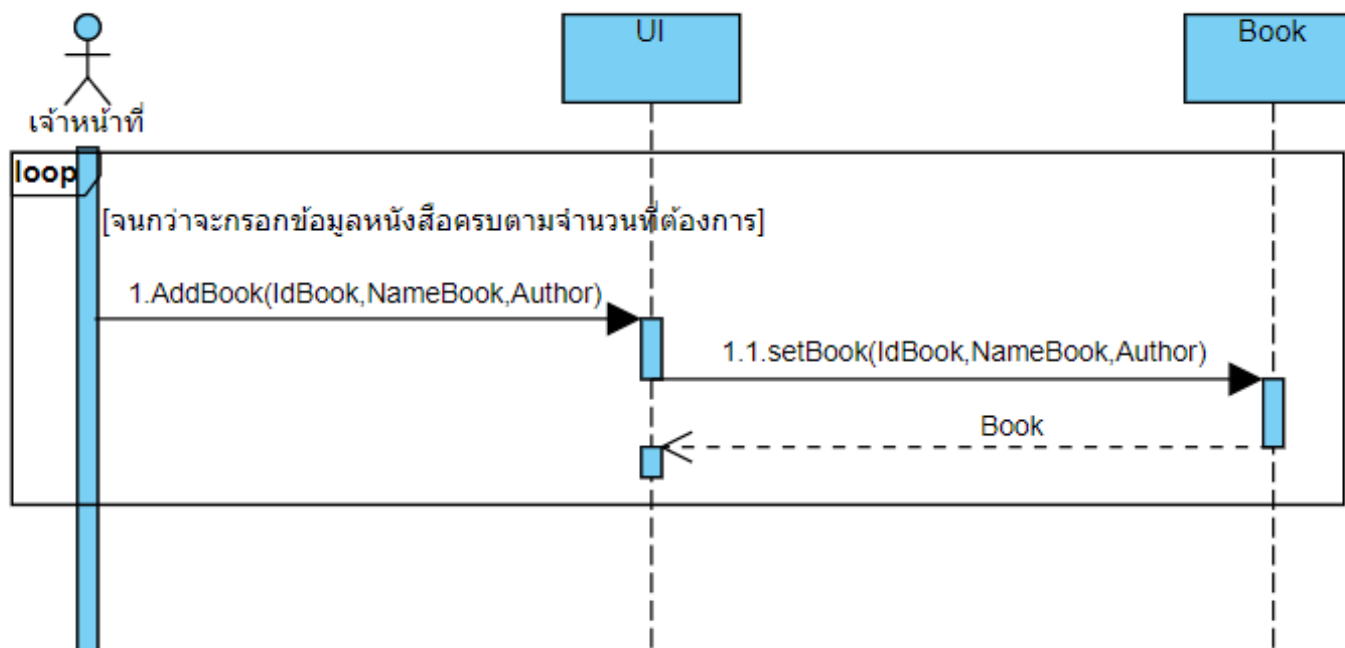 UI
Book
เจ้าหน้าที่
loop
[จนกว่าจะกรอกข้อมูลหนังสือครบตามจำนวนที่ต้องการ]
1.AddBook(IdBook,NameBook,Author)
1.1.setBook(IdBook,NameBook,Author)
Book